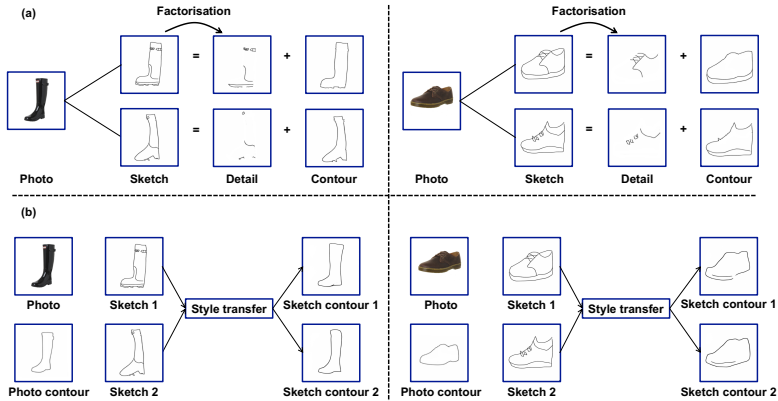 (a)
Factorisation
=
+
=
+
Photo
Sketch
Detail
Contour
Factorisation
=
+
=
+
Photo
Sketch
Detail
Contour
(b)
Photo
Sketch 1
Style transfer
Sketch contour 1
Photo contour
Sketch 2
Sketch contour 2
Photo
Sketch 1
Style transfer
Sketch contour 1
Photo contour
Sketch 2
Sketch contour 2